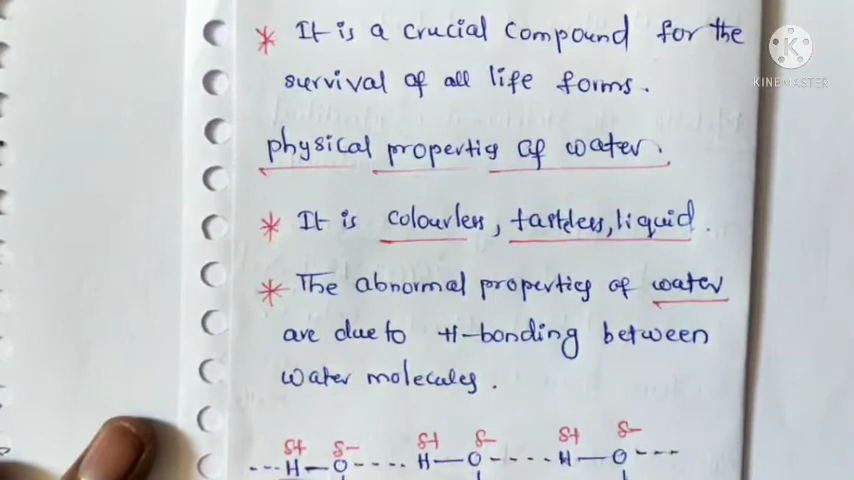 * It is a crucial compound for the
survival of all life forms.
physical properties of water.
* It is colourless, tasteless, liquid.
* The abnormal properties of water
are due to H-bonding between
water molecules.
δ+ δ- δ+ δ- δ+ δ-
---H-O----H-O----H-O---
K
KINEMASTER